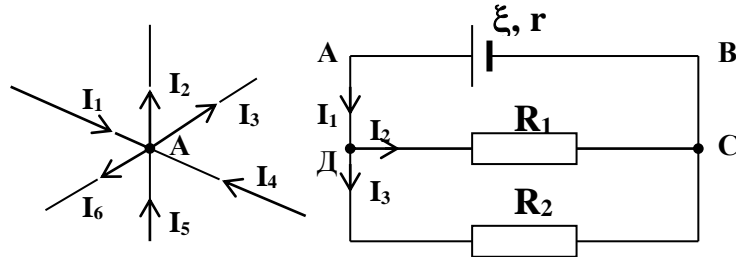 I₁
I₂
I₃
A
I₄
I₆
I₅
ξ, r
А
В
I₁
I₂
R₁
Д
С
I₃
R₂